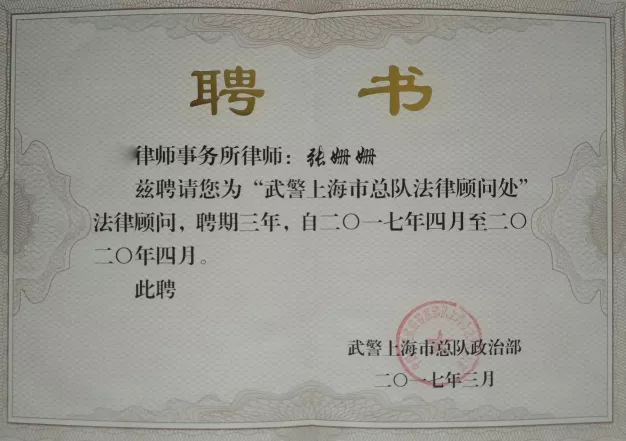 聘 书
律师事务所律师：张姗姗
兹聘请您为“武警上海市总队法律顾问处”
法律顾问，聘期三年，自二〇一七年四月至二〇
二〇年四月。
此聘
武警上海市总队政治部
二〇一七年三月